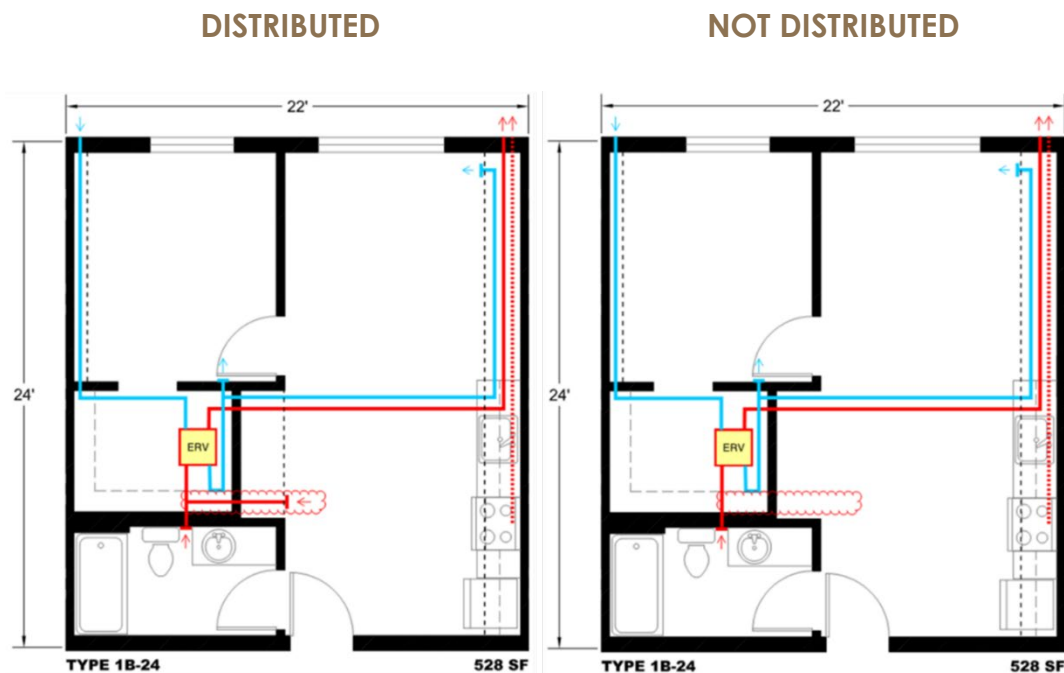 DISTRIBUTED
NOT DISTRIBUTED
22'
22'
24'
24'
ERV
ERV
TYPE 1B-24
528 SF
TYPE 1B-24
528 SF